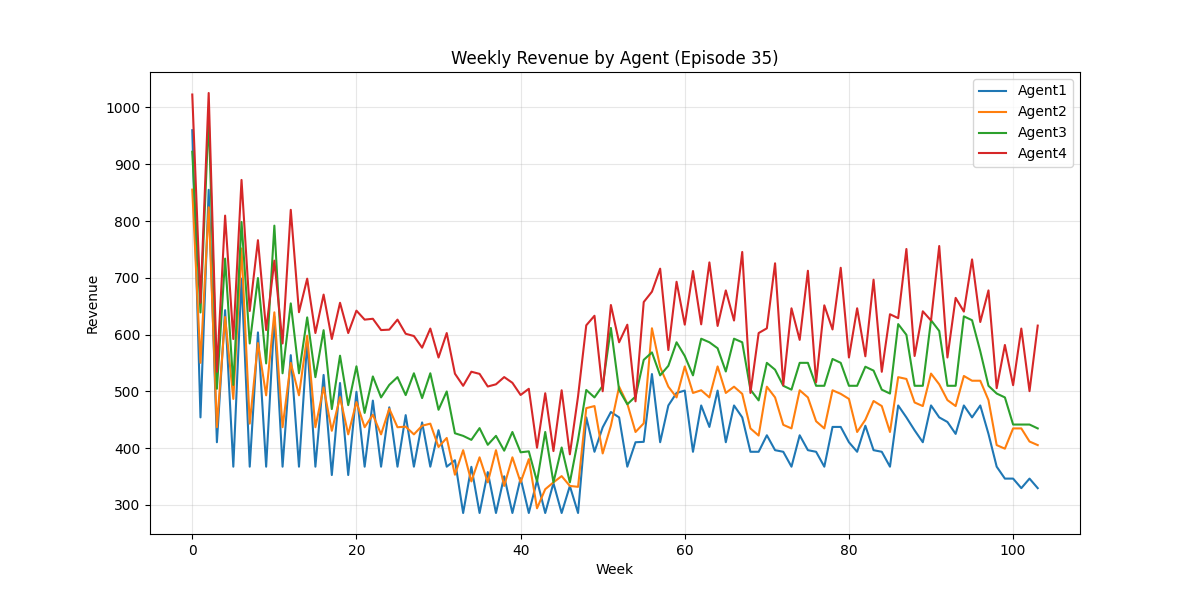 Weekly Revenue by Agent (Episode 35)
Agent1
Agent2
Agent3
Agent4
Revenue
1000
900
800
700
600
500
400
300
0 20 40 60 80 100
Week